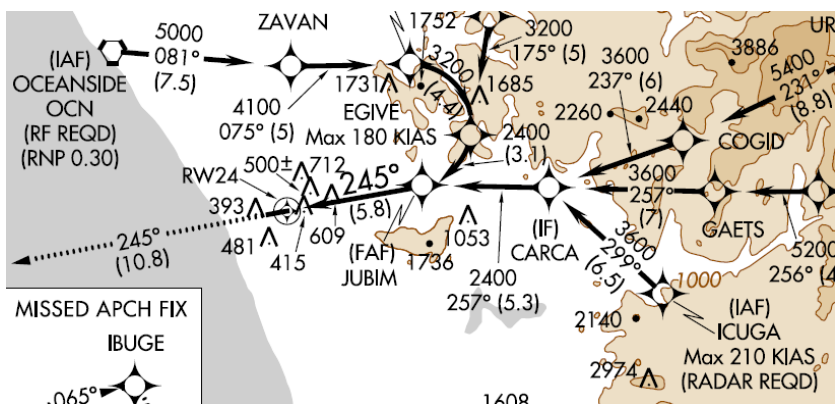 ZAVAN
1752
3200
175° (5)
UR
5000
081°
(7.5)
(IAF)
OCEANSIDE
OCN
(RF REQD)
(RNP 0.30)
4100
075° (5)
1731
EGIVE
Max 180 KIAS
3200
(4.4)
1685
2400
(3.1)
3600
237° (6)
2260
2440
3886
5400
231°
(8.8)
COGID
RW24
500±
712
245°
(5.8)
393
481
415
609
(FAF)
JUBIM
1736
1053
2400
257° (5.3)
(IF)
CARCA
3600
257°
(7)
GAETS
5200
256° (4
3600
299°
(6.5)
1000
(IAF)
ICUGA
Max 210 KIAS
(RADAR REQD)
2140
2974
1608
245°
(10.8)
MISSED APCH FIX
IBUGE
065°